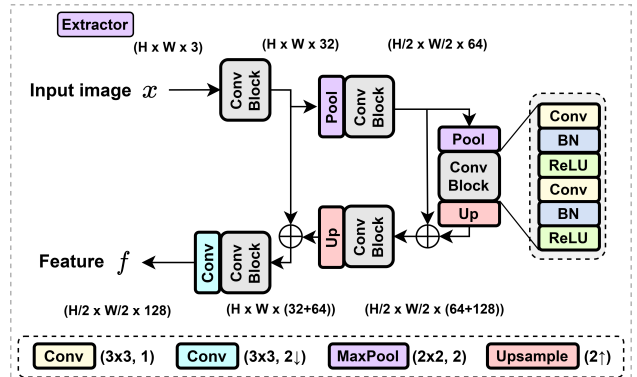 Extractor
(H x W x 3)
(H x W x 32)
(H/2 x W/2 x 64)
Input image x
Conv
Block
Pool
Conv
Block
Pool
Conv
Block
Up
Conv
BN
ReLU
Conv
BN
ReLU
Up
Conv
Block
Feature f
Conv
Conv
Block
(H/2 x W/2 x 128)
(H x W x (32+64))
(H/2 x W/2 x (64+128))
Conv (3x3, 1)
Conv (3x3, 2↓)
MaxPool (2x2, 2)
Upsample (2↑)